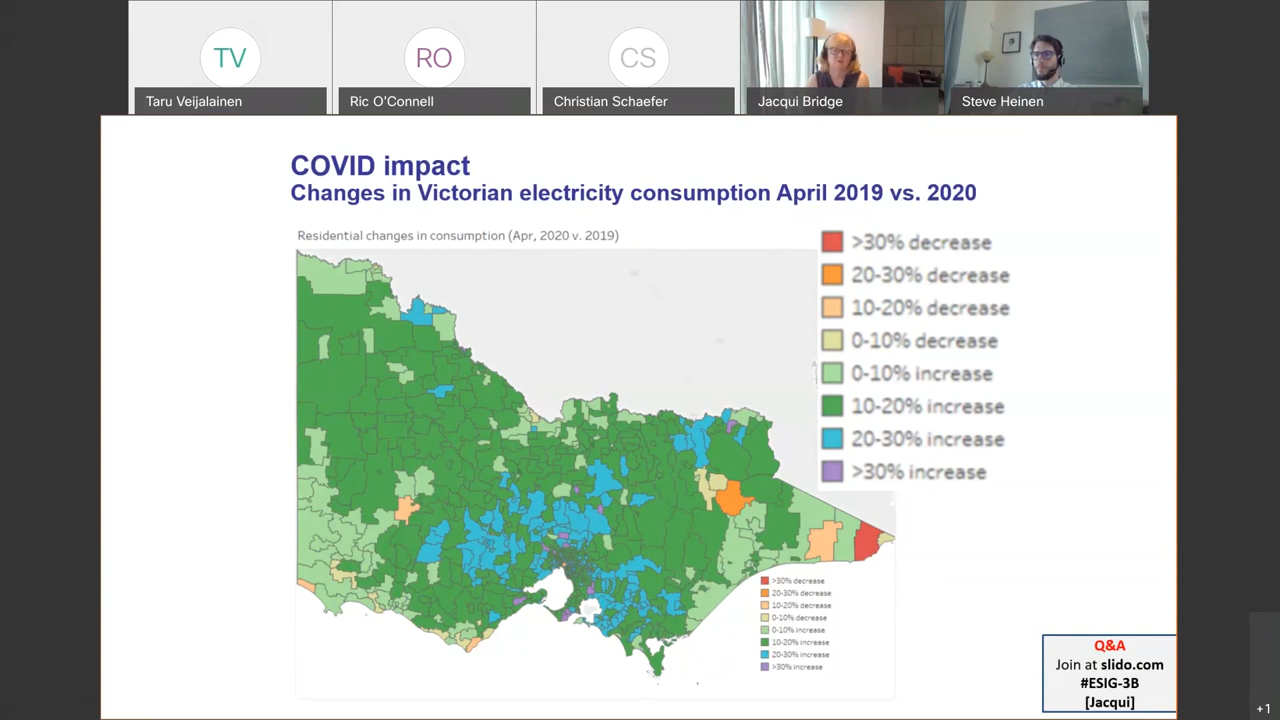 TV
RO
CS
Taru Veijalainen
Ric O'Connell
Christian Schaefer
Jacqui Bridge
Steve Heinen
COVID impact
Changes in Victorian electricity consumption April 2019 vs. 2020
Residential changes in consumption (Apr, 2020 v. 2019)
>30% decrease
20-30% decrease
10-20% decrease
0-10% decrease
0-10% increase
10-20% increase
20-30% increase
>30% increase
>30% decrease
20-30% decrease
10-20% decrease
0-10% decrease
0-10% increase
10-20% increase
20-30% increase
>30% increase
Q&A
Join at slido.com
#ESIG-3B
[Jacqui]
+1